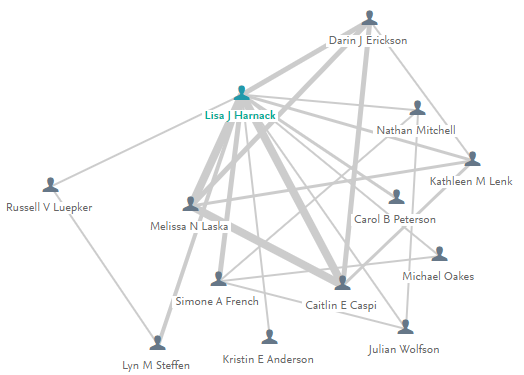 Darin J Erickson
Lisa J Harnack
Nathan Mitchell
Kathleen M Lenk
Russell V Luepker
Carol B Peterson
Melissa N Laska
Michael Oakes
Simone A French
Caitlin E Caspi
Julian Wolfson
Kristin E Anderson
Lyn M Steffen